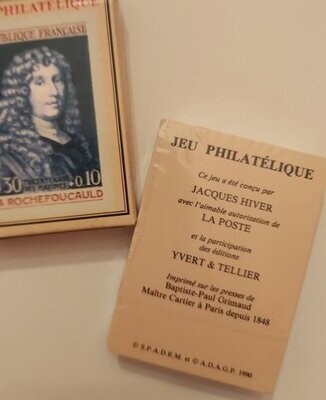 PHILATÉLIQUE
RÉPUBLIQUE FRANÇAISE
30 +0,10
LA ROCHEFOUCAULD
JEU PHILATÉLIQUE
Ce jeu a été conçu par
JACQUES HIVER
avec l'aimable autorisation de
LA POSTE
et la participation
des éditions
YVERT & TELLIER
Imprimé sur les presses de
Baptiste-Paul Grimaud
Maître Cartier à Paris depuis 1848
© S.P.A.D.E.M. et © A.D.A.G.P. 1990